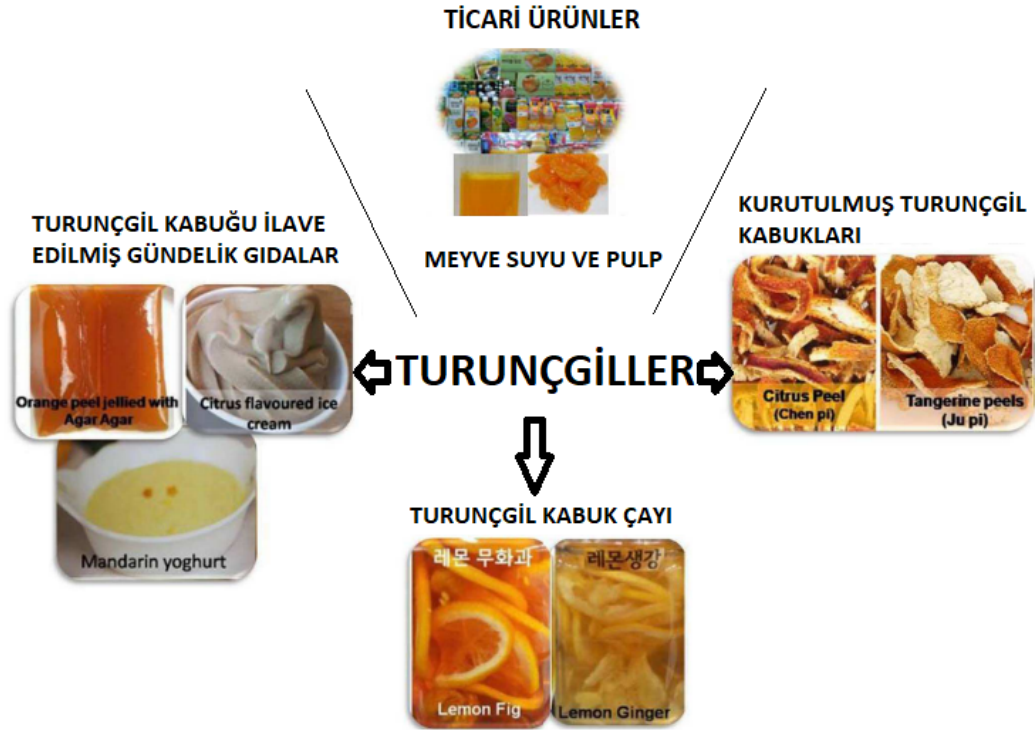 TİCARİ ÜRÜNLER
MEYVE SUYU VE PULP
TURUNÇGİL KABUĞU İLAVE
EDİLMİŞ GÜNDELİK GIDALAR
Orange peel jellied with
Agar Agar
Citrus flavoured ice
cream
Mandarin yoghurt
TURUNÇGİLLER
KURUTULMUŞ TURUNÇGİL
KABUKLARI
Citrus Peel
(Chen pi)
Tangerine peels
(Ju pi)
TURUNÇGİL KABUK ÇAYI
레몬 무화과
Lemon Fig
레몬생강
Lemon Ginger